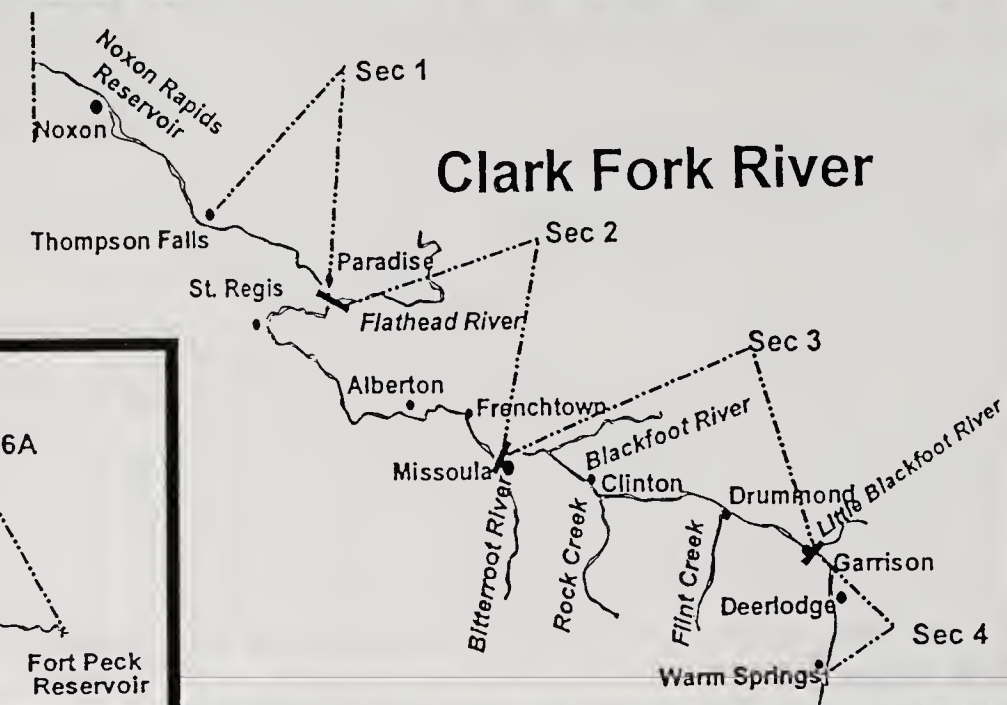 Noxon Rapids
Reservoir
Sec 1
Noxon
Clark Fork River
Thompson Falls
Sec 2
Paradise
St. Regis
Flathead River
Sec 3
Alberton
Frenchtown
Blackfoot River
Little Blackfoot River
6A
Missoula
Clinton
Drummond
Bitterroot River
Rock Creek
Flint Creek
Garrison
Deerlodge
Sec 4
Fort Peck
Reservoir
Warm Springs